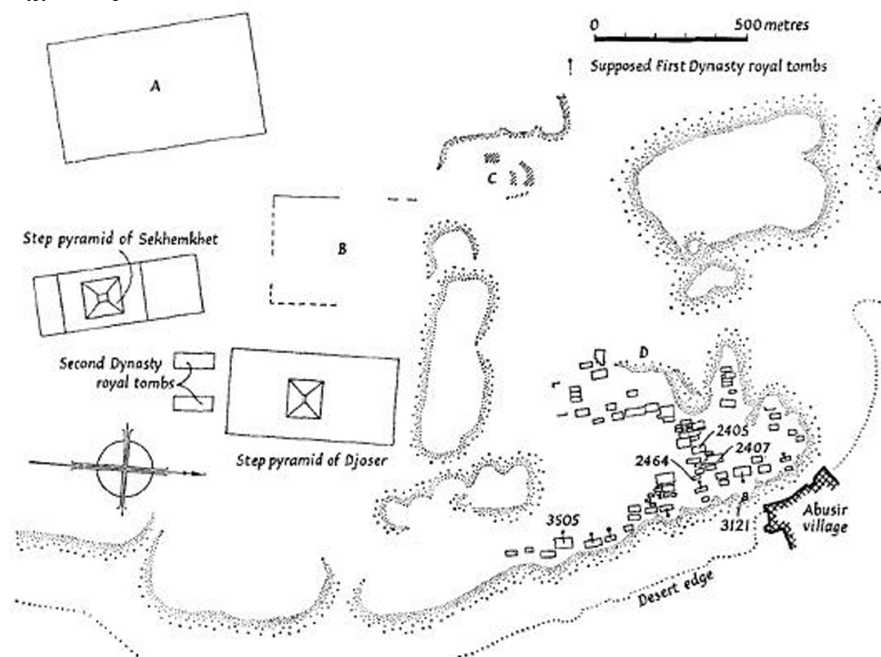 0
500 metres
Supposed First Dynasty royal tombs
A
C
Step pyramid of Sekhemkhet
B
Second Dynasty
royal tombs
D
2405
2407
2464
Step pyramid of Djoser
3505
3121
Abusir
village
Desert edge